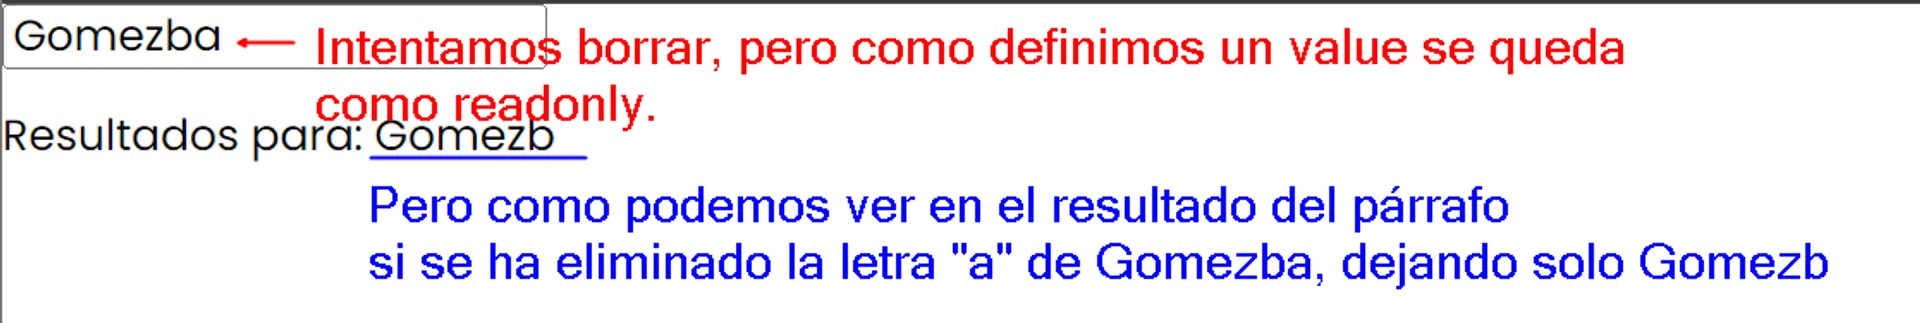 Gomezba
Intentamos borrar, pero como definimos un value se queda
como readonly.
Resultados para: Gomezb
Pero como podemos ver en el resultado del párrafo
si se ha eliminado la letra "a" de Gomezba, dejando solo Gomezb